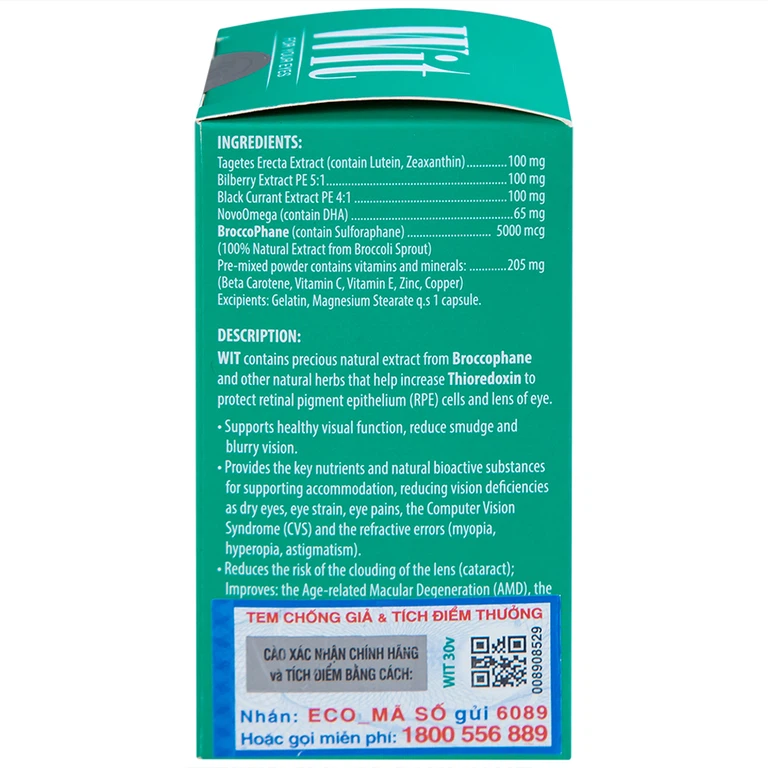 Wit
FOR YOUR EYES
INGREDIENTS:
Tagetes Erecta Extract (contain Lutein, Zeaxanthin).............100 mg
Bilberry Extract PE 5:1.....................................................100 mg
Black Currant Extract PE 4:1.............................................100 mg
NovoOmega (contain DHA)................................................65 mg
BroccoPhane (contain Sulforaphane)......................... 5000 mcg
(100% Natural Extract from Broccoli Sprout)
Pre-mixed powder contains vitamins and minerals: ............205 mg
(Beta Carotene, Vitamin C, Vitamin E, Zinc, Copper)
Excipients: Gelatin, Magnesium Stearate q.s 1 capsule.
DESCRIPTION:
WIT contains precious natural extract from Broccophane
and other natural herbs that help increase Thioredoxin to
protect retinal pigment epithelium (RPE) cells and lens of eye.
• Supports healthy visual function, reduce smudge and
blurry vision.
• Provides the key nutrients and natural bioactive substances
for supporting accommodation, reducing vision deficiencies
as dry eyes, eye strain, eye pains, the Computer Vision
Syndrome (CVS) and the refractive errors (myopia,
hyperopia, astigmatism).
• Reduces the risk of the clouding of the lens (cataract);
Improves: the Age-related Macular Degeneration (AMD), the
TEM CHỐNG GIẢ & TÍCH ĐIỂM THƯỞNG
CÀO XÁC NHẬN CHÍNH HÃNG
và TÍCH ĐIỂM BẰNG CÁCH:
WIT 30v
008908529
Nhắn: ECO_MÃ SỐ gửi 6089
Hoặc gọi miễn phí: 1800 556 889